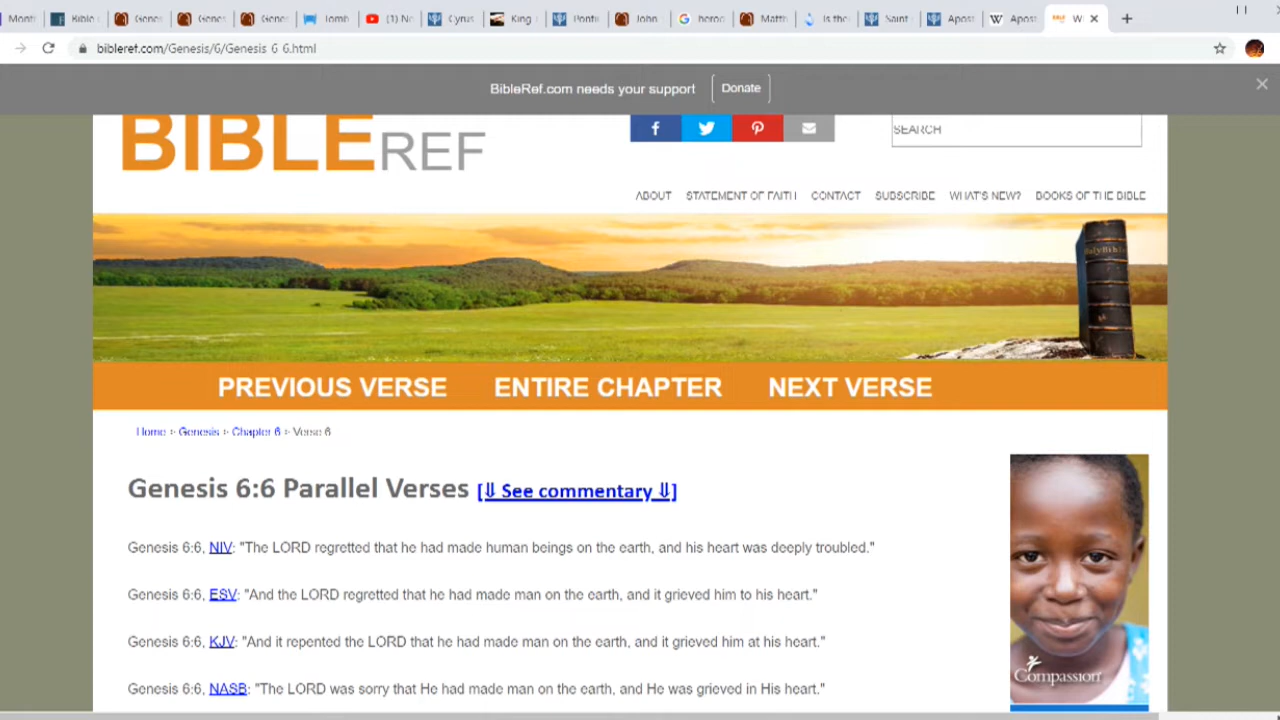 Bible
Genes
Gene
Gene
Tomb
(1) N
Cyrus
King
Ponti
John
G
heroo
Matth
Is the
Saint
Apost
W
Apos
W
bibleref.com/Genesis/6/Genesis 6 6.html
BibleRef.com needs your support
Donate
BIBLEREF
SEARCH
ABOUT
STATEMENT OF FAITH
CONTACT
SUBSCRIBE
WHAT'S NEW?
BOOKS OF THE BIBLE
HolyBible
PREVIOUS VERSE
ENTIRE CHAPTER
NEXT VERSE
Home > Genesis > Chapter 6 > Verse 6
Genesis 6:6 Parallel Verses [⇓ See commentary ⇓]
Genesis 6:6, NIV: "The LORD regretted that he had made human beings on the earth, and his heart was deeply troubled."
Genesis 6:6, ESV: "And the LORD regretted that he had made man on the earth, and it grieved him to his heart."
Genesis 6:6, KJV: "And it repented the LORD that he had made man on the earth, and it grieved him at his heart."
Genesis 6:6, NASB: "The LORD was sorry that He had made man on the earth, and He was grieved in His heart."
Compassion